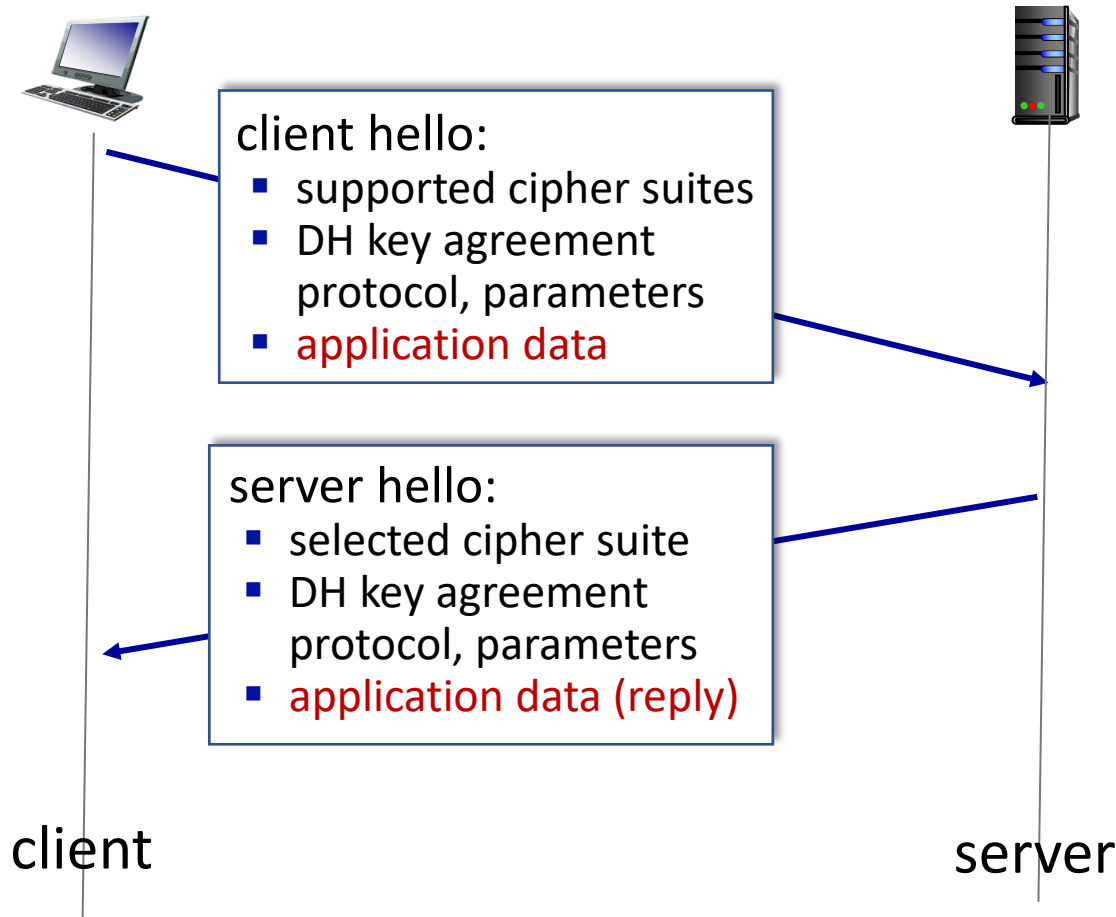 client hello:
▪ supported cipher suites
▪ DH key agreement
protocol, parameters
▪ application data
server hello:
▪ selected cipher suite
▪ DH key agreement
protocol, parameters
▪ application data (reply)
client
server